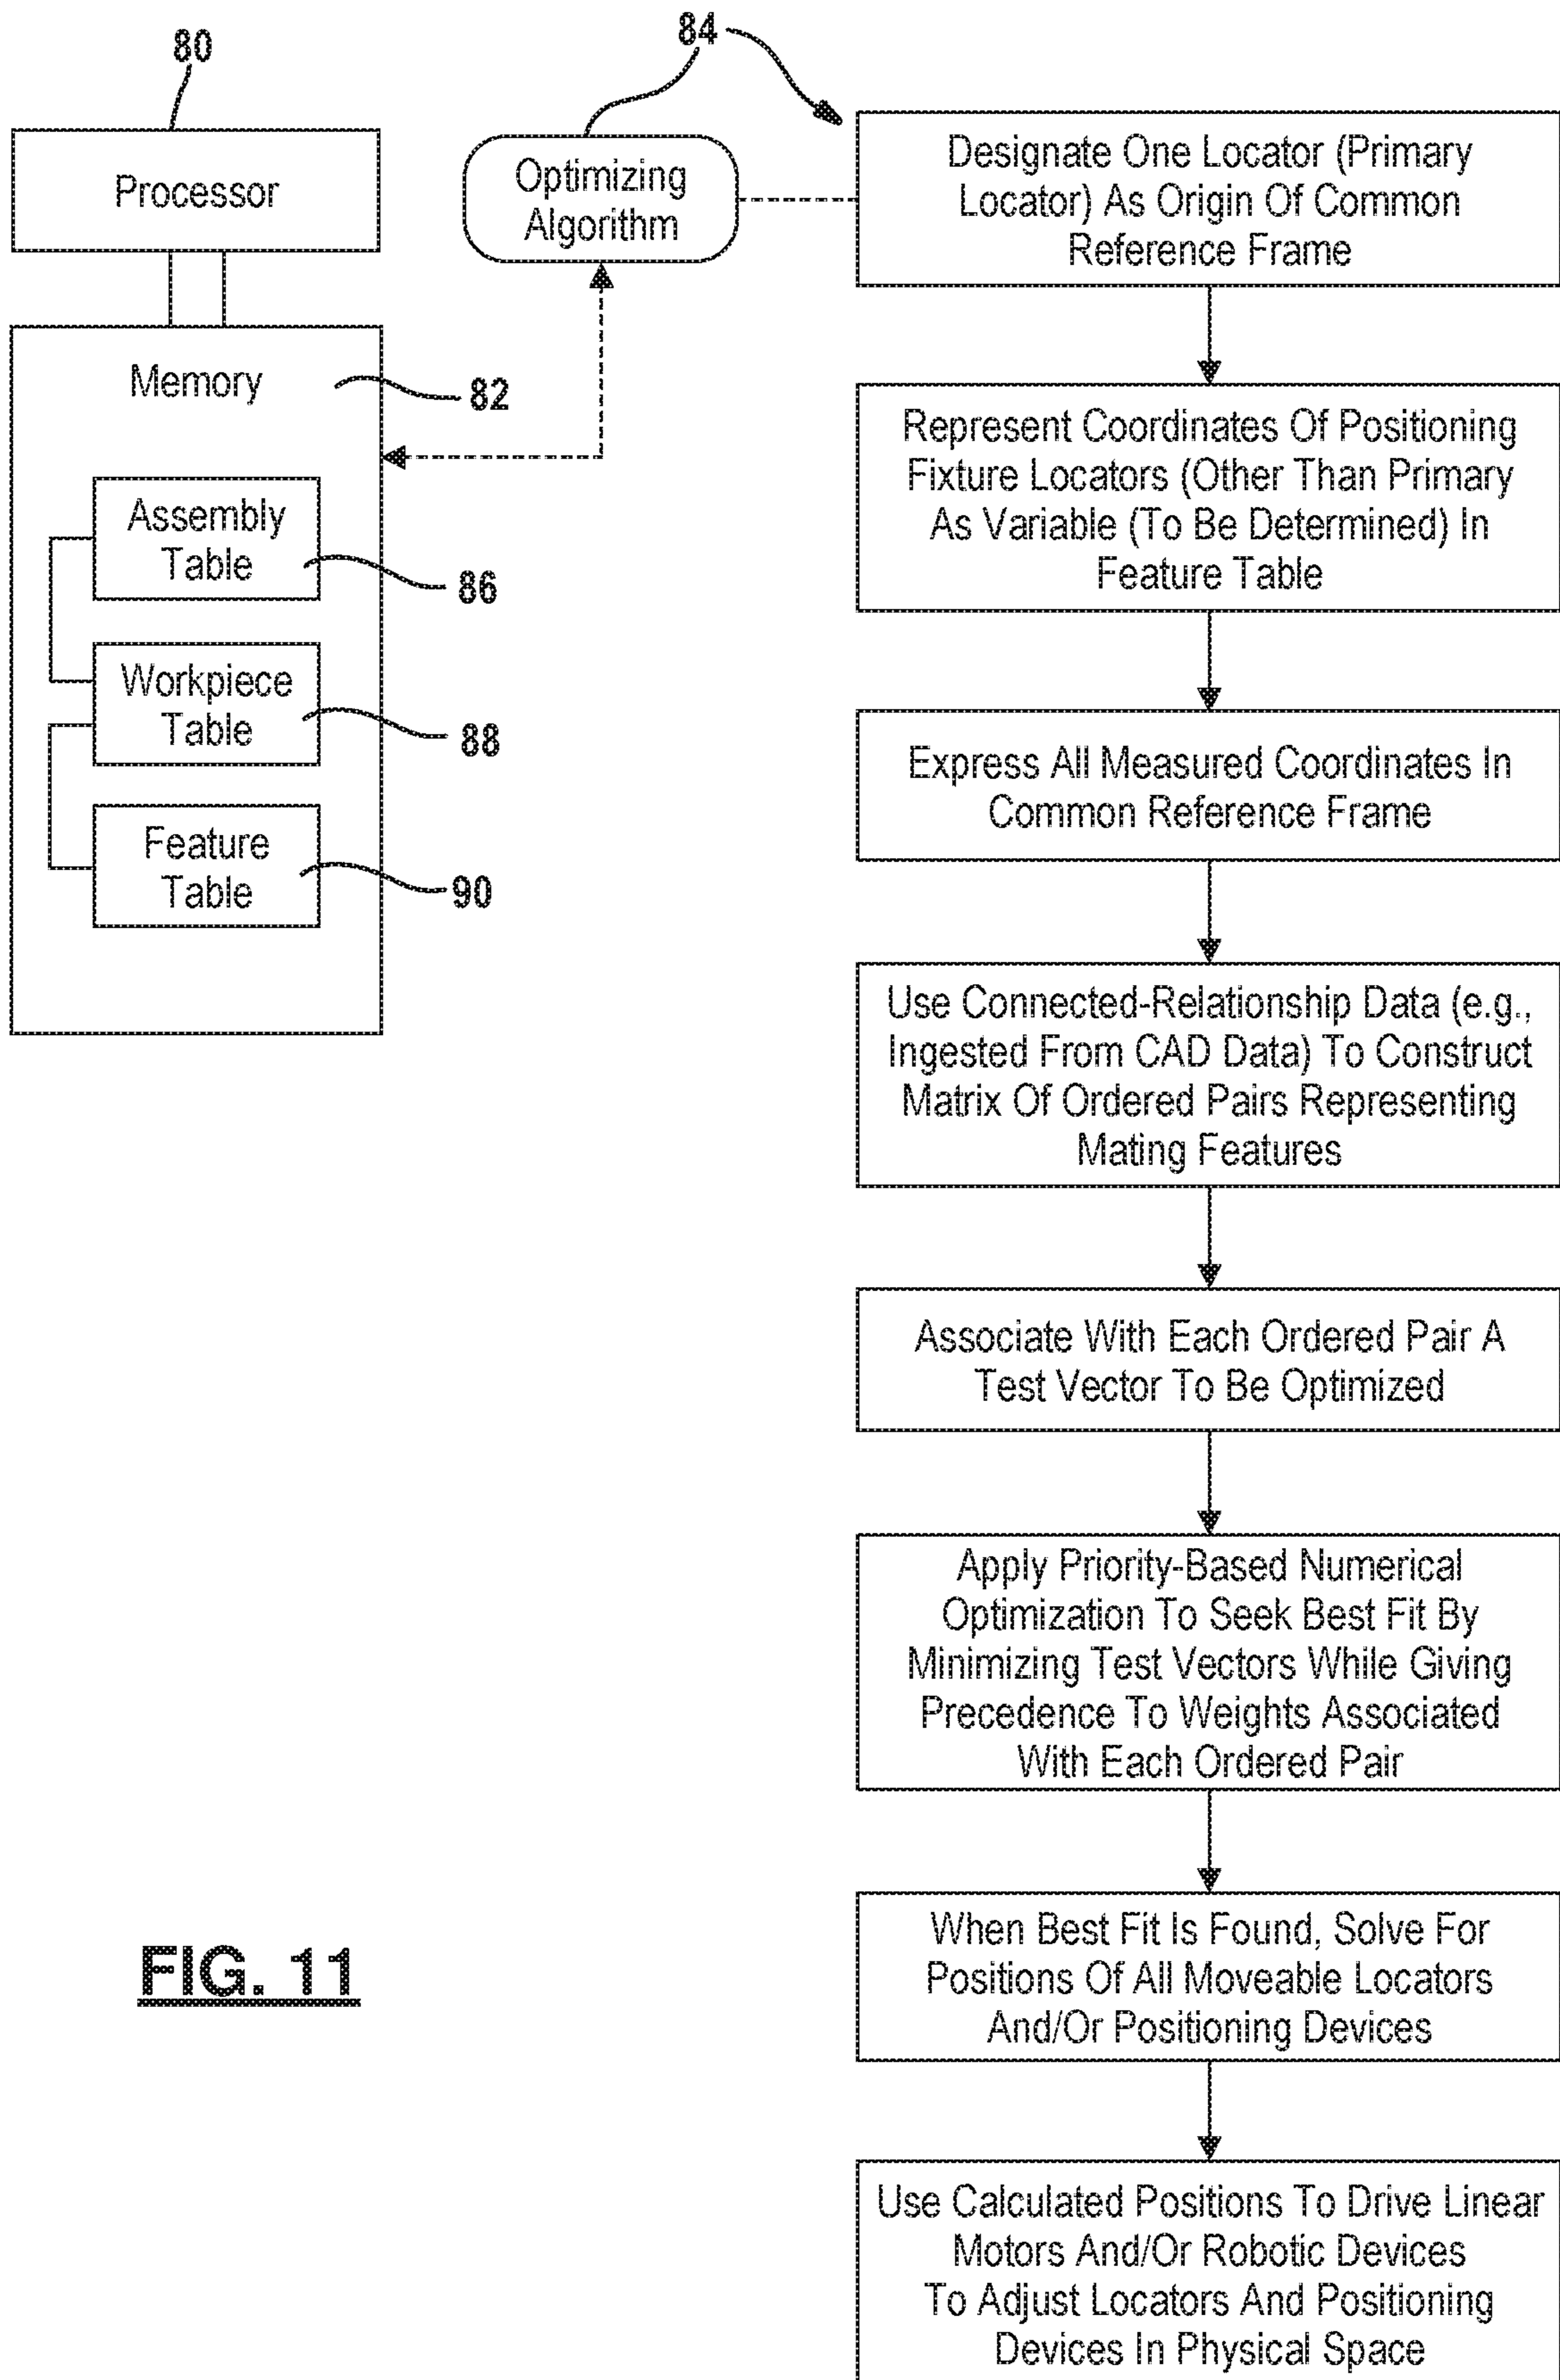 80
Processor
Memory
82
Assembly
Table
86
Workpiece
Table
88
Feature
Table
90
84
Optimizing
Algorithm
Designate One Locator (Primary
Locator) As Origin Of Common
Reference Frame
Represent Coordinates Of Positioning
Fixture Locators (Other Than Primary
As Variable (To Be Determined) In
Feature Table
Express All Measured Coordinates In
Common Reference Frame
Use Connected-Relationship Data (e.g.,
Ingested From CAD Data) To Construct
Matrix Of Ordered Pairs Representing
Mating Features
Associate With Each Ordered Pair A
Test Vector To Be Optimized
Apply Priority-Based Numerical
Optimization To Seek Best Fit By
Minimizing Test Vectors While Giving
Precedence To Weights Associated
With Each Ordered Pair
When Best Fit Is Found, Solve For
Positions Of All Moveable Locators
And/Or Positioning Devices
Use Calculated Positions To Drive Linear
Motors And/Or Robotic Devices
To Adjust Locators And Positioning
Devices In Physical Space
FIG. 11